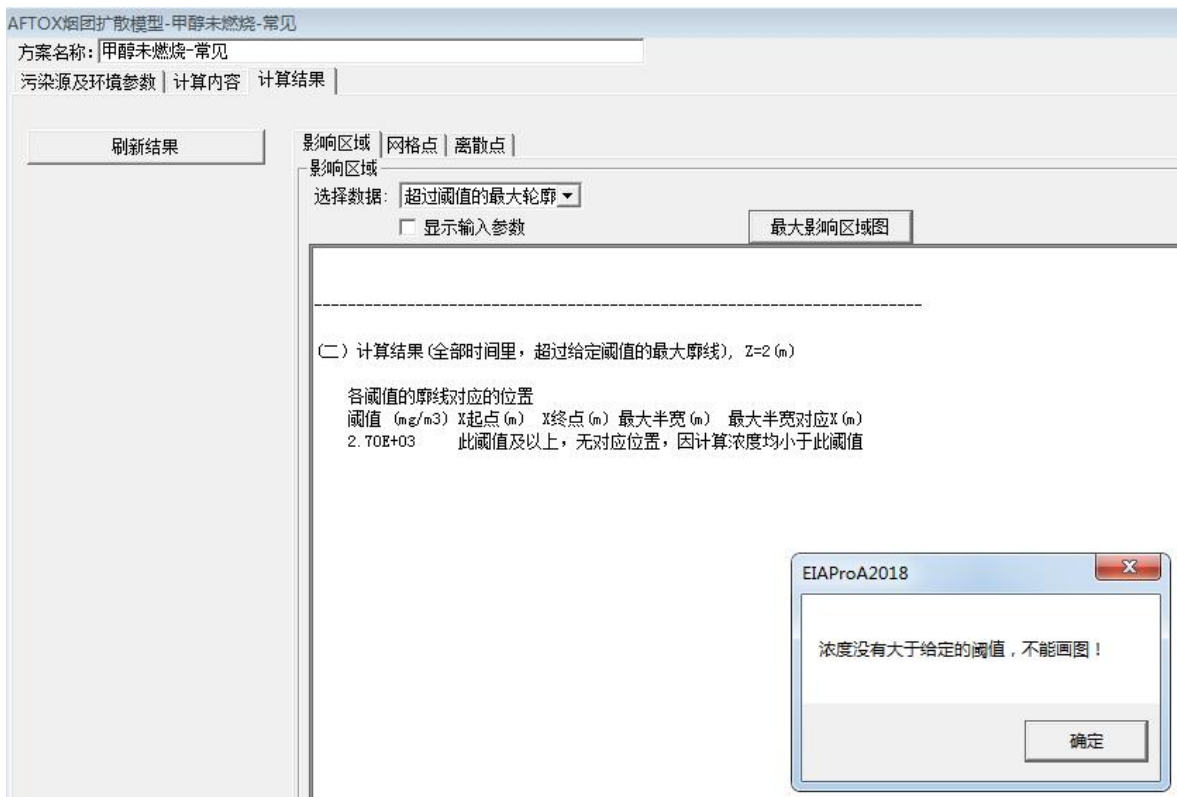 AFTOX烟团扩散模型-甲醇未燃烧-常见
方案名称: 甲醇未燃烧-常见
污染源及环境参数 计算内容 计算结果
刷新结果
影响区域 网格点 离散点
影响区域
选择数据: 超过阈值的最大轮廓
显示输入参数 最大影响区域图
----------------------------------------------------------------------
(二) 计算结果(全部时间里，超过给定阈值的最大廓线), Z=2(m)
各阈值的廓线对应的位置
阈值 (mg/m3) X起点(m) X终点(m) 最大半宽(m) 最大半宽对应X(m)
2.70E+03 此阈值及以上，无对应位置，因计算浓度均小于此阈值
EIAProA2018
浓度没有大于给定的阈值，不能画图！
确定